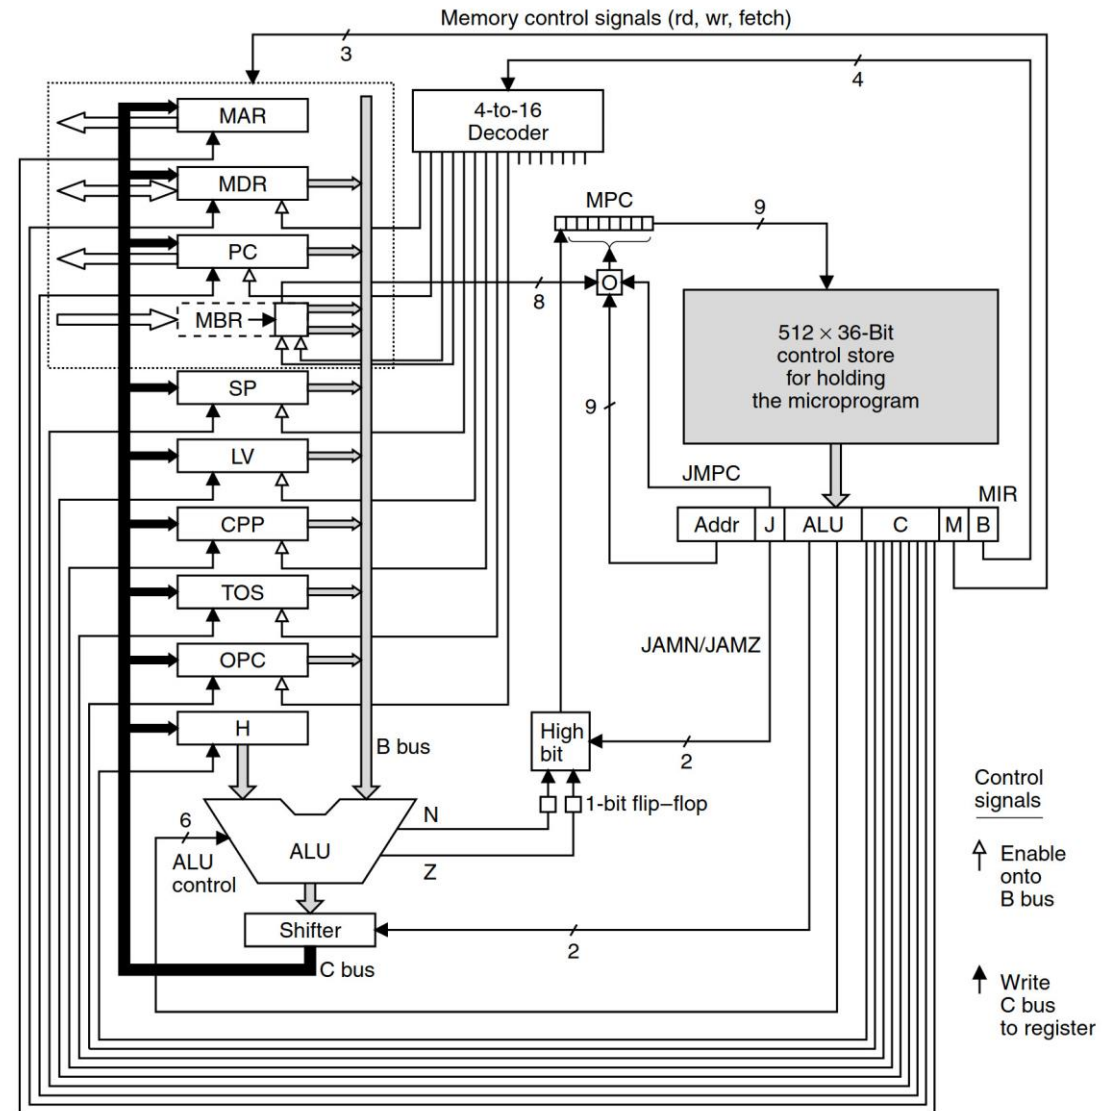 Memory control signals (rd, wr, fetch)
3
4
MAR
4-to-16
Decoder
MDR
MPC
9
PC
8
O
MBR
512 × 36-Bit
control store
for holding
the microprogram
SP
9
LV
JMPC
MIR
Addr J ALU C M B
CPP
TOS
JAMN/JAMZ
OPC
H
High
bit
2
B bus
1-bit flip–flop
N
6
ALU
control
ALU
Z
Shifter
2
C bus
Control
signals
Enable
onto
B bus
Write
C bus
to register